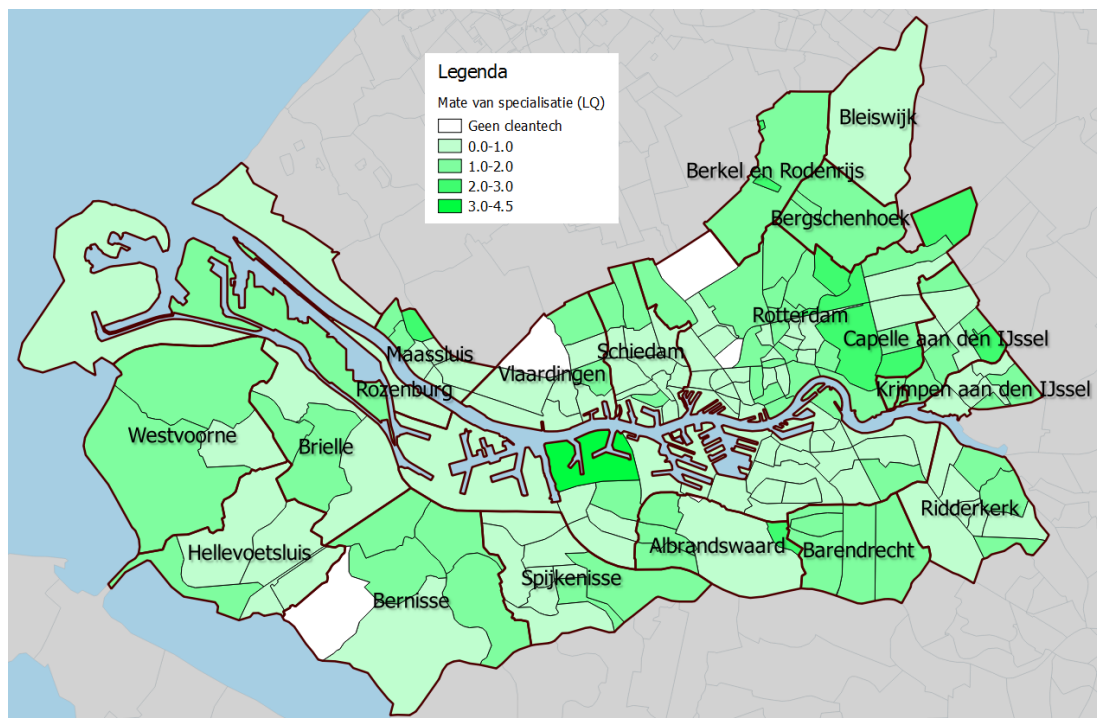 Legenda
Mate van specialisatie (LQ)
Geen cleantech
0.0-1.0
1.0-2.0
2.0-3.0
3.0-4.5
Bleiswijk
Berkel en Rodenrijs
Bergschenhoek
Rotterdam
Capelle aan den IJssel
Maassluis
Schiedam
Vlaardingen
Rozenburg
Krimpen aan den IJssel
Westvoorne
Brielle
Ridderkerk
Hellevoetsluis
Albrandswaard
Barendrecht
Spijkenisse
Bernisse